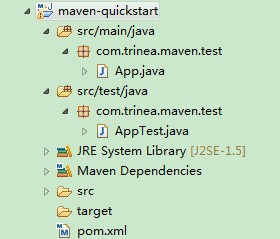 maven-quickstart
src/main/java
com.trinea.maven.test
App.java
src/test/java
com.trinea.maven.test
AppTest.java
JRE System Library [J2SE-1.5]
Maven Dependencies
src
target
pom.xml